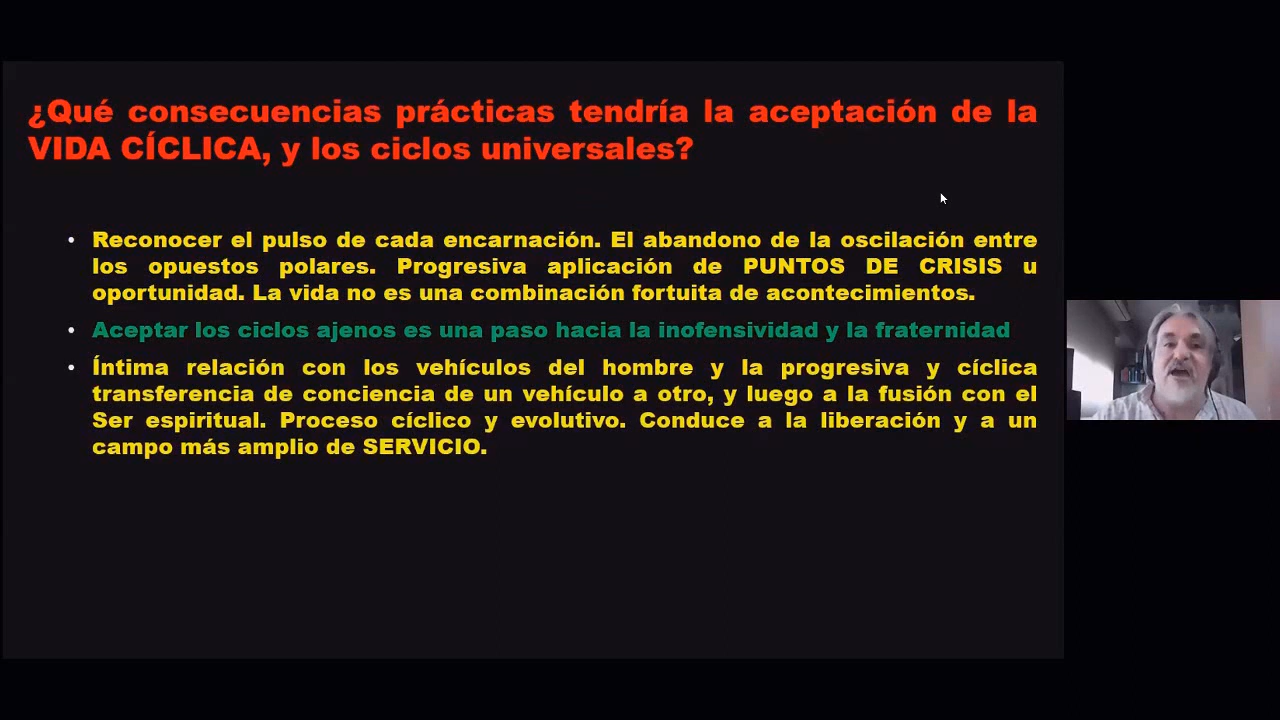 ¿Qué consecuencias prácticas tendría la aceptación de la
VIDA CÍCLICA, y los ciclos universales?
• Reconocer el pulso de cada encarnación. El abandono de la oscilación entre
los opuestos polares. Progresiva aplicación de PUNTOS DE CRISIS u
oportunidad. La vida no es una combinación fortuita de acontecimientos.
• Aceptar los ciclos ajenos es una paso hacia la inofensividad y la fraternidad
• Íntima relación con los vehículos del hombre y la progresiva y cíclica
transferencia de conciencia de un vehículo a otro, y luego a la fusión con el
Ser espiritual. Proceso cíclico y evolutivo. Conduce a la liberación y a un
campo más amplio de SERVICIO.